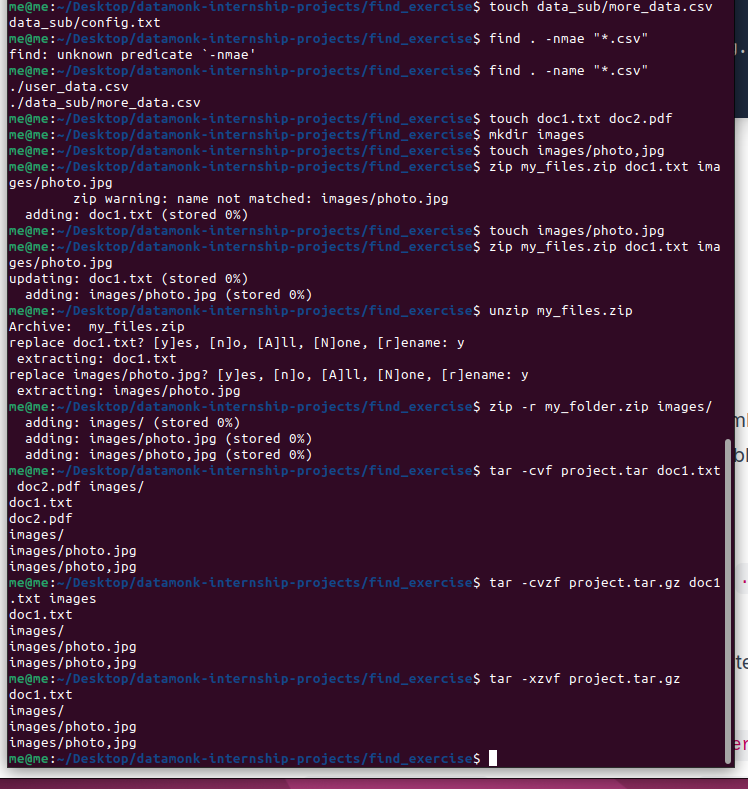 me@me:~/Desktop/datamonk-internship-projects/find_exercise$ touch data_sub/more_data.csv
data_sub/config.txt
me@me:~/Desktop/datamonk-internship-projects/find_exercise$ find . -nmae "*.csv"
find: unknown predicate `-nmae'
me@me:~/Desktop/datamonk-internship-projects/find_exercise$ find . -name "*.csv"
./user_data.csv
./data_sub/more_data.csv
me@me:~/Desktop/datamonk-internship-projects/find_exercise$ touch doc1.txt doc2.pdf
me@me:~/Desktop/datamonk-internship-projects/find_exercise$ mkdir images
me@me:~/Desktop/datamonk-internship-projects/find_exercise$ touch images/photo,jpg
me@me:~/Desktop/datamonk-internship-projects/find_exercise$ zip my_files.zip doc1.txt ima
ges/photo.jpg
        zip warning: name not matched: images/photo.jpg
  adding: doc1.txt (stored 0%)
me@me:~/Desktop/datamonk-internship-projects/find_exercise$ touch images/photo.jpg
me@me:~/Desktop/datamonk-internship-projects/find_exercise$ zip my_files.zip doc1.txt ima
ges/photo.jpg
updating: doc1.txt (stored 0%)
  adding: images/photo.jpg (stored 0%)
me@me:~/Desktop/datamonk-internship-projects/find_exercise$ unzip my_files.zip
Archive:  my_files.zip
replace doc1.txt? [y]es, [n]o, [A]ll, [N]one, [r]ename: y
 extracting: doc1.txt
replace images/photo.jpg? [y]es, [n]o, [A]ll, [N]one, [r]ename: y
 extracting: images/photo.jpg
me@me:~/Desktop/datamonk-internship-projects/find_exercise$ zip -r my_folder.zip images/
  adding: images/ (stored 0%)
  adding: images/photo.jpg (stored 0%)
  adding: images/photo,jpg (stored 0%)
me@me:~/Desktop/datamonk-internship-projects/find_exercise$ tar -cvf project.tar doc1.txt
 doc2.pdf images/
doc1.txt
doc2.pdf
images/
images/photo.jpg
images/photo,jpg
me@me:~/Desktop/datamonk-internship-projects/find_exercise$ tar -cvzf project.tar.gz doc1
.txt images
doc1.txt
images/
images/photo.jpg
images/photo,jpg
me@me:~/Desktop/datamonk-internship-projects/find_exercise$ tar -xzvf project.tar.gz
doc1.txt
images/
images/photo.jpg
images/photo,jpg
me@me:~/Desktop/datamonk-internship-projects/find_exercise$